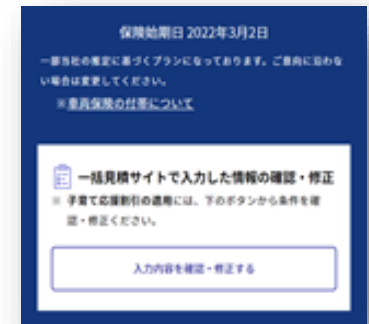 保険始期日 2022年3月2日
一部当社の推定に基づくプランになっております。ご意向に沿わな
い場合は変更してください。
※車両保険の付帯について
一括見積サイトで入力した情報の確認・修正
※ 子育て応援割引の適用には、下のボタンから条件を確
認・修正ください。
入力内容を確認・修正する